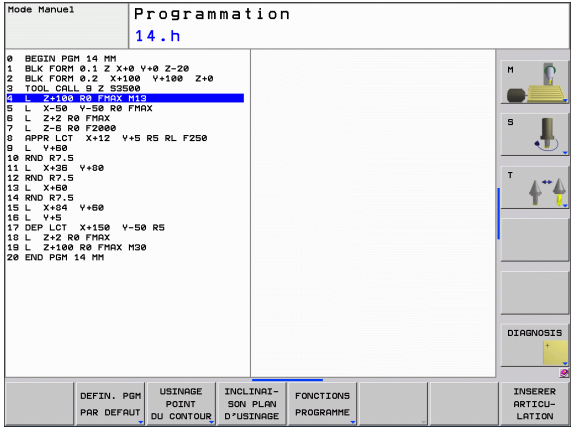 Mode Manuel
Programmation
14.h
0 BEGIN PGM 14 MM
1 BLK FORM 0.1 Z X+0 Y+0 Z-20
2 BLK FORM 0.2 X+100 Y+100 Z+0
3 TOOL CALL 9 Z S3500
4 L Z+100 R0 FMAX M13
5 L X-50 Y-50 R0 FMAX
6 L Z+2 R0 FMAX
7 L Z-6 R0 F2000
8 APPR LCT X+12 Y+5 R5 RL F250
9 L Y+60
10 RND R7.5
11 L X+36 Y+80
12 RND R7.5
13 L X+60
14 RND R7.5
15 L X+84 Y+60
16 L Y+5
17 DEP LCT X+150 Y-50 R5
18 L Z+2 R0 FMAX
19 L Z+100 R0 FMAX M30
20 END PGM 14 MM
M
S
T
DIAGNOSIS
DEFIN. PGM
PAR DEFAUT
USINAGE
POINT
DU CONTOUR
INCLINAI-
SON PLAN
D'USINAGE
FONCTIONS
PROGRAMME
INSERER
ARTICU-
LATION